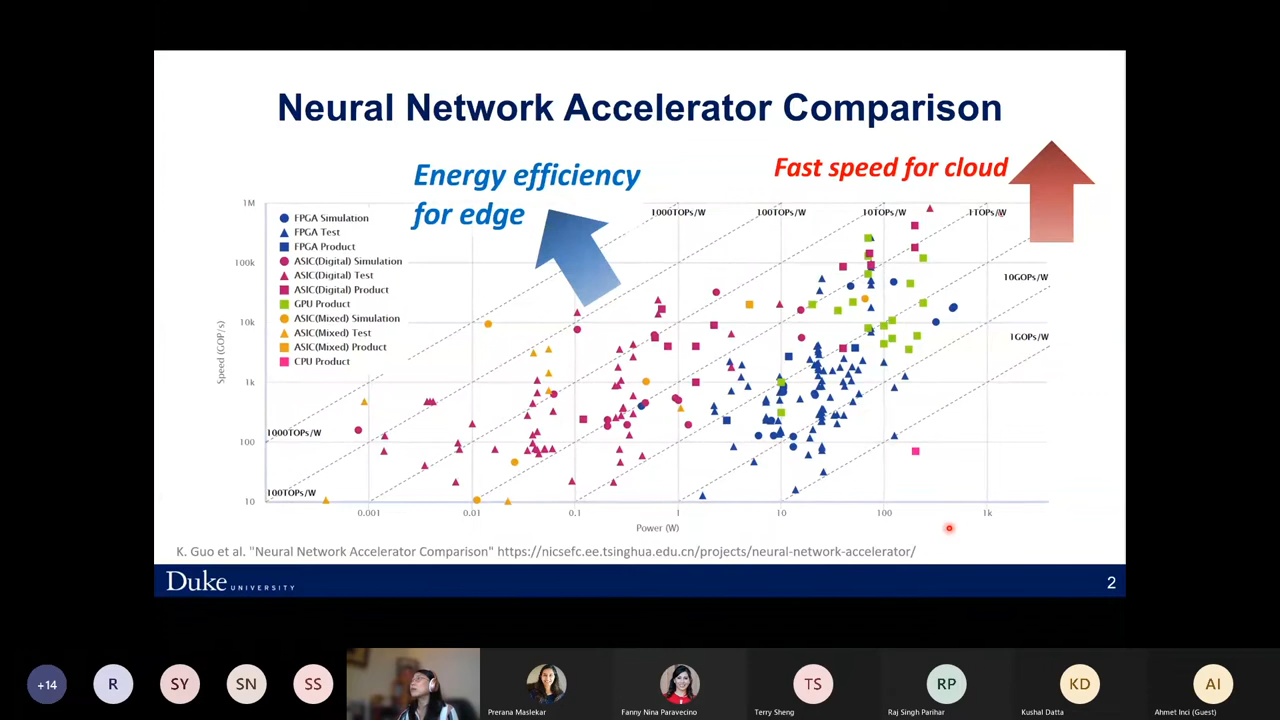 Neural Network Accelerator Comparison
Energy efficiency
for edge
Fast speed for cloud
1M
100k
10k
1k
100
10
Speed (GOP/s)
FPGA Simulation
FPGA Test
FPGA Product
ASIC(Digital) Simulation
ASIC(Digital) Test
ASIC(Digital) Product
GPU Product
ASIC(Mixed) Simulation
ASIC(Mixed) Test
ASIC(Mixed) Product
CPU Product
1000TOPs/W
100TOPs/W
10TOPs/W
1TOPs/W
10GOPs/W
1GOPs/W
1000TOPs/W
100TOPs/W
0.001
0.01
0.1
1
10
100
1k
Power (W)
K. Guo et al. "Neural Network Accelerator Comparison" https://nicsefc.ee.tsinghua.edu.cn/projects/neural-network-accelerator/
Duke UNIVERSITY
2
+14
R
SY
SN
SS
TS
RP
KD
AI
Prerana Maslekar
Fanny Nina Paravecino
Terry Sheng
Raj Singh Parihar
Kushal Datta
Ahmet Inci (Guest)